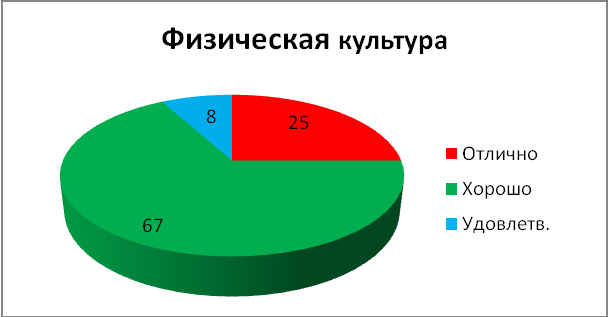 Физическая культура
8
25
67
Отлично
Хорошо
Удовлетв.